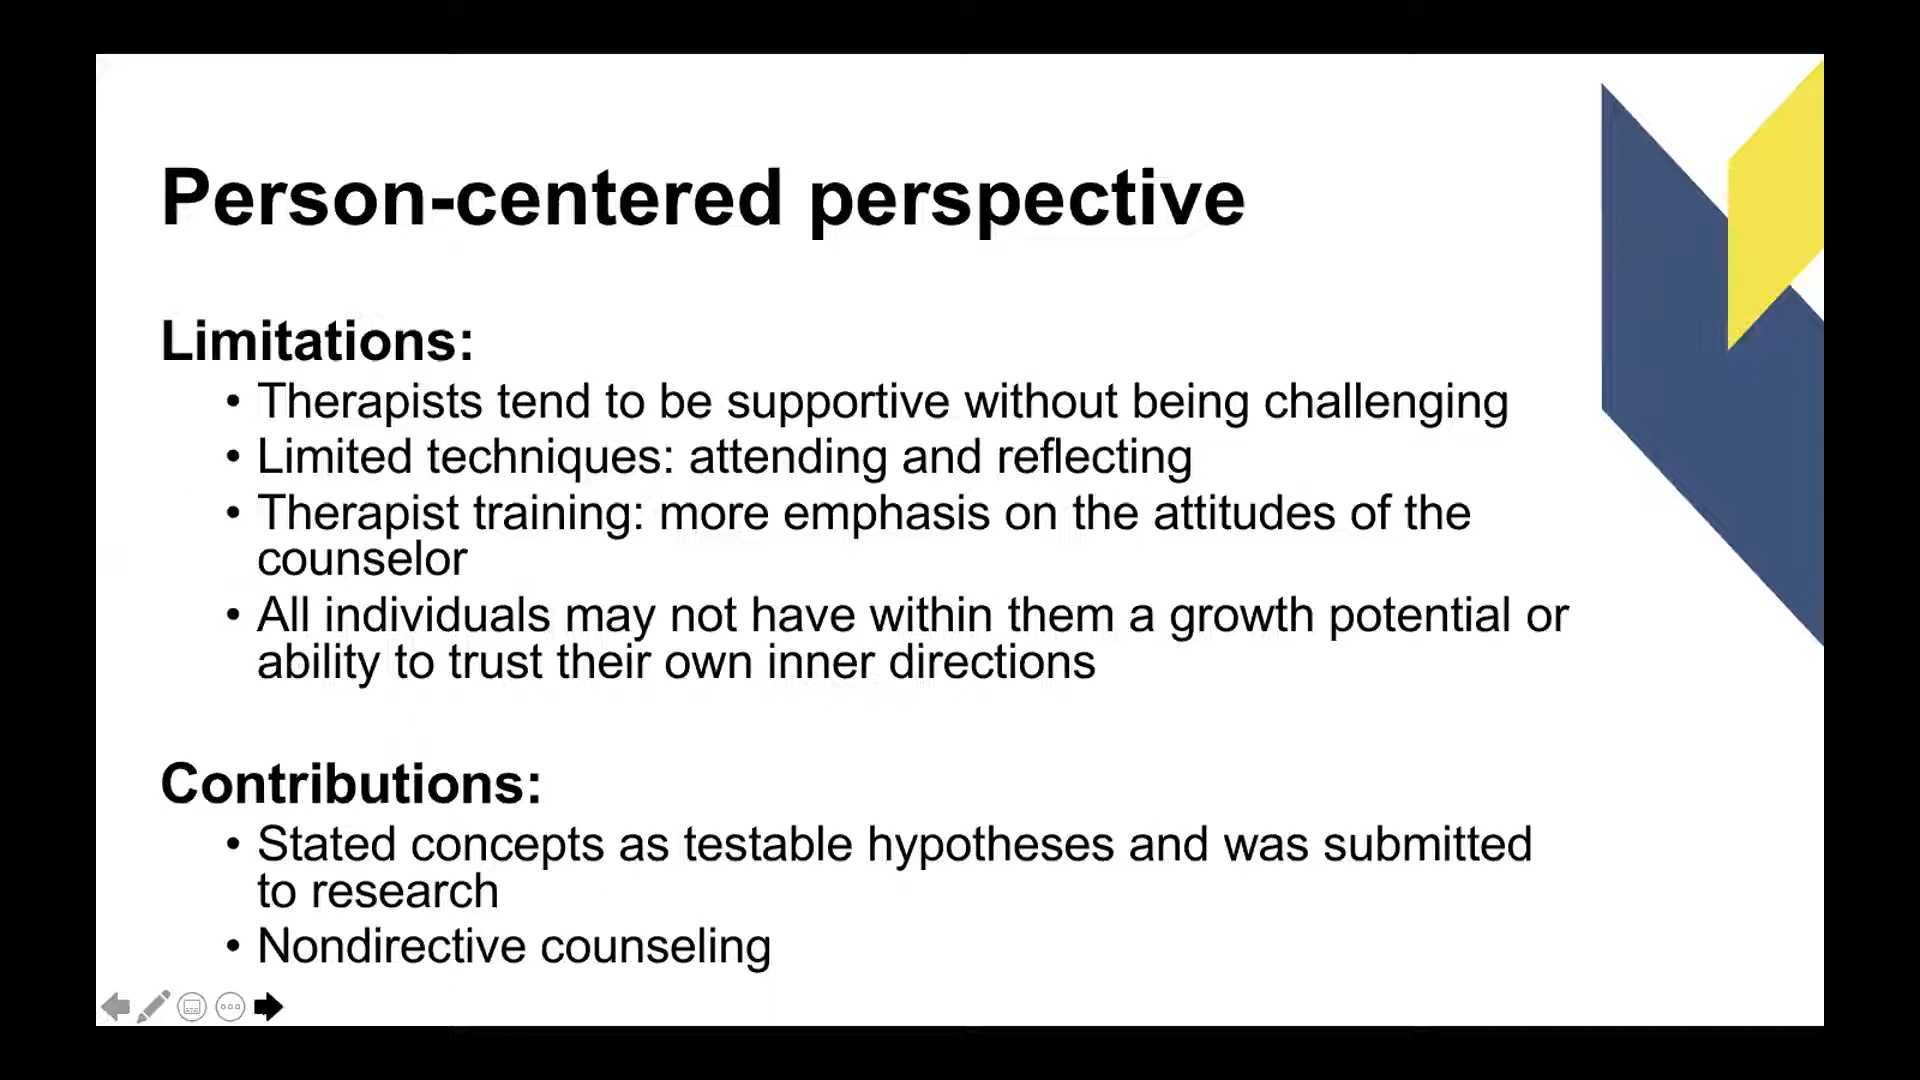 Person-centered perspective
Limitations:
• Therapists tend to be supportive without being challenging
• Limited techniques: attending and reflecting
• Therapist training: more emphasis on the attitudes of the
counselor
• All individuals may not have within them a growth potential or
ability to trust their own inner directions
Contributions:
• Stated concepts as testable hypotheses and was submitted
to research
• Nondirective counseling